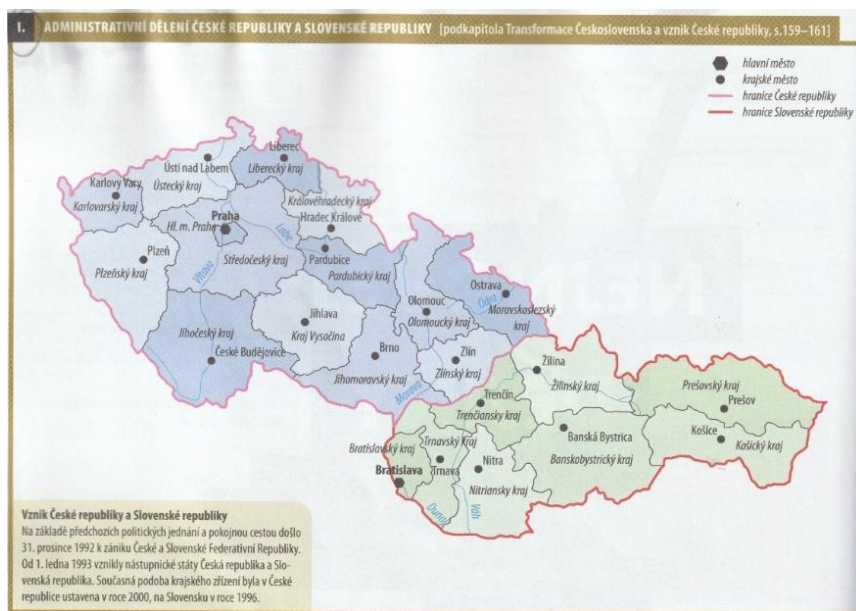 I. ADMINISTRATIVNÍ DĚLENÍ ČESKÉ REPUBLIKY A SLOVENSKÉ REPUBLIKY [podkapitola Transformace Československa a vznik České republiky, s.159–161]
hlavní město
krajské město
hranice České republiky
hranice Slovenské republiky
Liberec
Liberecký kraj
Ústí nad Labem
Ústecký kraj
Karlovy Vary
Karlovarský kraj
Královéhradecký kraj
Hradec Králové
Praha
Hl. m. Praha
Labe
Vltava
Středočeský kraj
Plzeň
Plzeňský kraj
Pardubice
Pardubický kraj
Ostrava
Odra
Moravskoslezský
kraj
Olomouc
Olomoucký kraj
Jihlava
Kraj Vysočina
Jihočeský kraj
České Budějovice
Brno
Jihomoravský kraj
Zlín
Zlínský kraj
Morava
Žilina
Žilinský kraj
Prešovský kraj
Prešov
Trenčín
Trenčiansky kraj
Košice
Košický kraj
Banská Bystrica
Banskobystrický kraj
Bratislavský kraj
Bratislava
Trnavský kraj
Trnava
Nitra
Nitriansky kraj
Dunaj
Váh
Vznik České republiky a Slovenské republiky
Na základě předchozích politických jednání a pokojnou cestou došlo
31. prosince 1992 k zániku České a Slovenské Federativní Republiky.
Od 1. ledna 1993 vznikly nástupnické státy Česká republika a Slo-
venská republika. Současná podoba krajského zřízení byla v České
republice ustavena v roce 2000, na Slovensku v roce 1996.